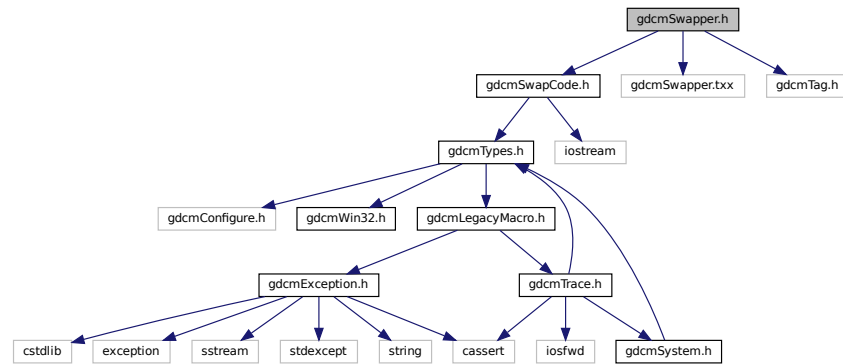 gdcmSwapper.h
gdcmSwapCode.h
gdcmSwapper.txx
gdcmTag.h
gdcmTypes.h
iostream
gdcmConfigure.h
gdcmWin32.h
gdcmLegacyMacro.h
gdcmException.h
gdcmTrace.h
cstdlib
exception
sstream
stdexcept
string
cassert
iosfwd
gdcmSystem.h